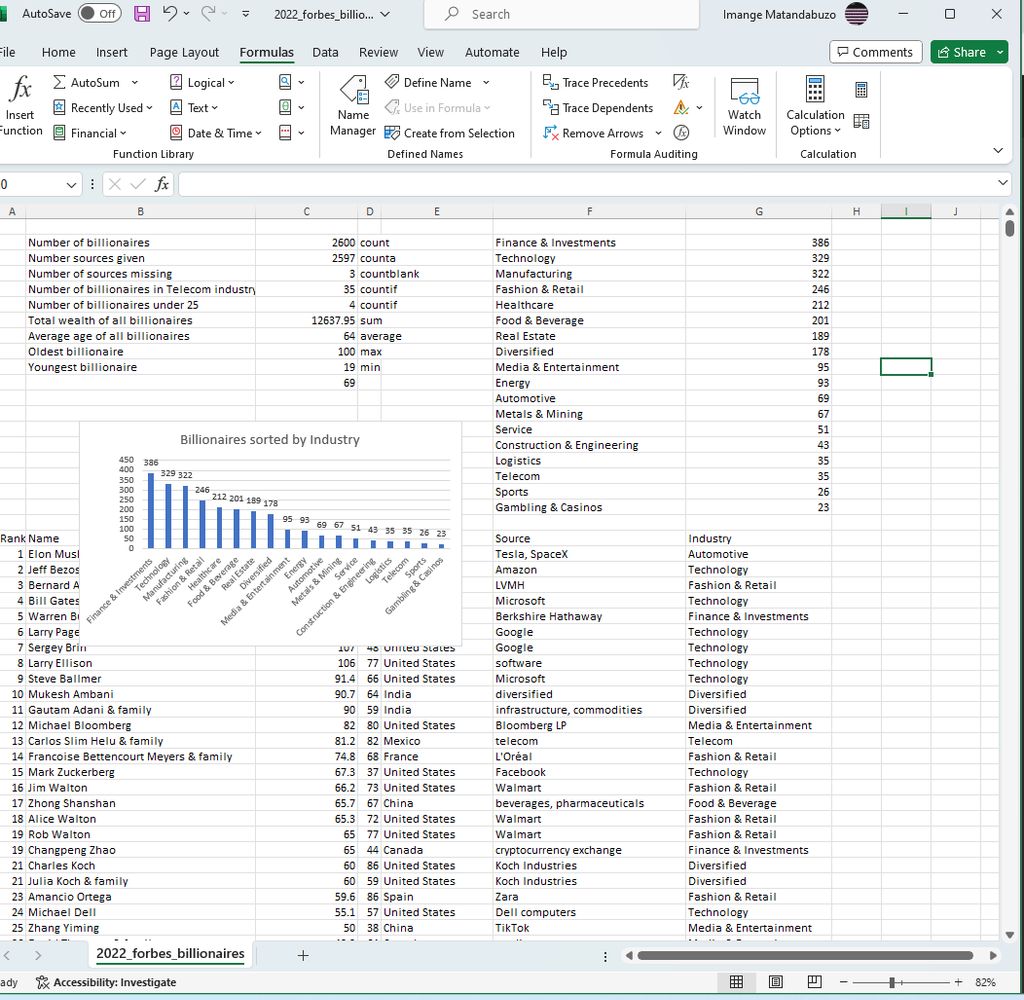 AutoSave Off 2022_forbes_billio... Search Imange Matandabuzo
File Home Insert Page Layout Formulas Data Review View Automate Help Comments Share
fx AutoSum Logical Define Name Trace Precedents fx
Insert Recently Used Text Name Use in Formula Trace Dependents Watch Calculation
Function Financial Date & Time Manager Create from Selection Remove Arrows fx Window Options
Function Library Defined Names Formula Auditing Calculation
0 fx
A B C D E F G H I J
Number of billionaires 2600 count Finance & Investments 386
Number sources given 2597 counta Technology 329
Number of sources missing 3 countblank Manufacturing 322
Number of billionaires in Telecom industry 35 countif Fashion & Retail 246
Number of billionaires under 25 4 countif Healthcare 212
Total wealth of all billionaires 12637.95 sum Food & Beverage 201
Average age of all billionaires 64 average Real Estate 189
Oldest billionaire 100 max Diversified 178
Youngest billionaire 19 min Media & Entertainment 95
69 Energy 93
Automotive 69
Metals & Mining 67
Service 51
Construction & Engineering 43
Logistics 35
Telecom 35
Sports 26
Gambling & Casinos 23
Billionaires sorted by Industry
450
400
350
300
250
200
150
100
50
0
386 329 322 246 212 201 189 178 95 93 69 67 51 43 35 35 26 23
Finance & Investments
Technology
Manufacturing
Fashion & Retail
Healthcare
Food & Beverage
Real Estate
Diversified
Media & Entertainment
Energy
Automotive
Metals & Mining
Service
Construction & Engineering
Logistics
Telecom
Sports
Gambling & Casinos
Rank Name Source Industry
1 Elon Musk Tesla, SpaceX Automotive
2 Jeff Bezos Amazon Technology
3 Bernard A LVMH Fashion & Retail
4 Bill Gates Microsoft Technology
5 Warren B Berkshire Hathaway Finance & Investments
6 Larry Page Google Technology
7 Sergey Brin 107 48 United States Google Technology
8 Larry Ellison 106 77 United States software Technology
9 Steve Ballmer 91.4 66 United States Microsoft Technology
10 Mukesh Ambani 90.7 64 India diversified Diversified
11 Gautam Adani & family 90 59 India infrastructure, commodities Diversified
12 Michael Bloomberg 82 80 United States Bloomberg LP Media & Entertainment
13 Carlos Slim Helu & family 81.2 82 Mexico telecom Telecom
14 Francoise Bettencourt Meyers & family 74.8 68 France L'Oréal Fashion & Retail
15 Mark Zuckerberg 67.3 37 United States Facebook Technology
16 Jim Walton 66.2 73 United States Walmart Fashion & Retail
17 Zhong Shanshan 65.7 67 China beverages, pharmaceuticals Food & Beverage
18 Alice Walton 65.3 72 United States Walmart Fashion & Retail
19 Rob Walton 65 77 United States Walmart Fashion & Retail
19 Changpeng Zhao 65 44 Canada cryptocurrency exchange Finance & Investments
21 Charles Koch 60 86 United States Koch Industries Diversified
21 Julia Koch & family 60 59 United States Koch Industries Diversified
23 Amancio Ortega 59.6 86 Spain Zara Fashion & Retail
24 Michael Dell 55.1 57 United States Dell computers Technology
25 Zhang Yiming 50 38 China TikTok Media & Entertainment
2022_forbes_billionaires
ady Accessibility: Investigate 82%